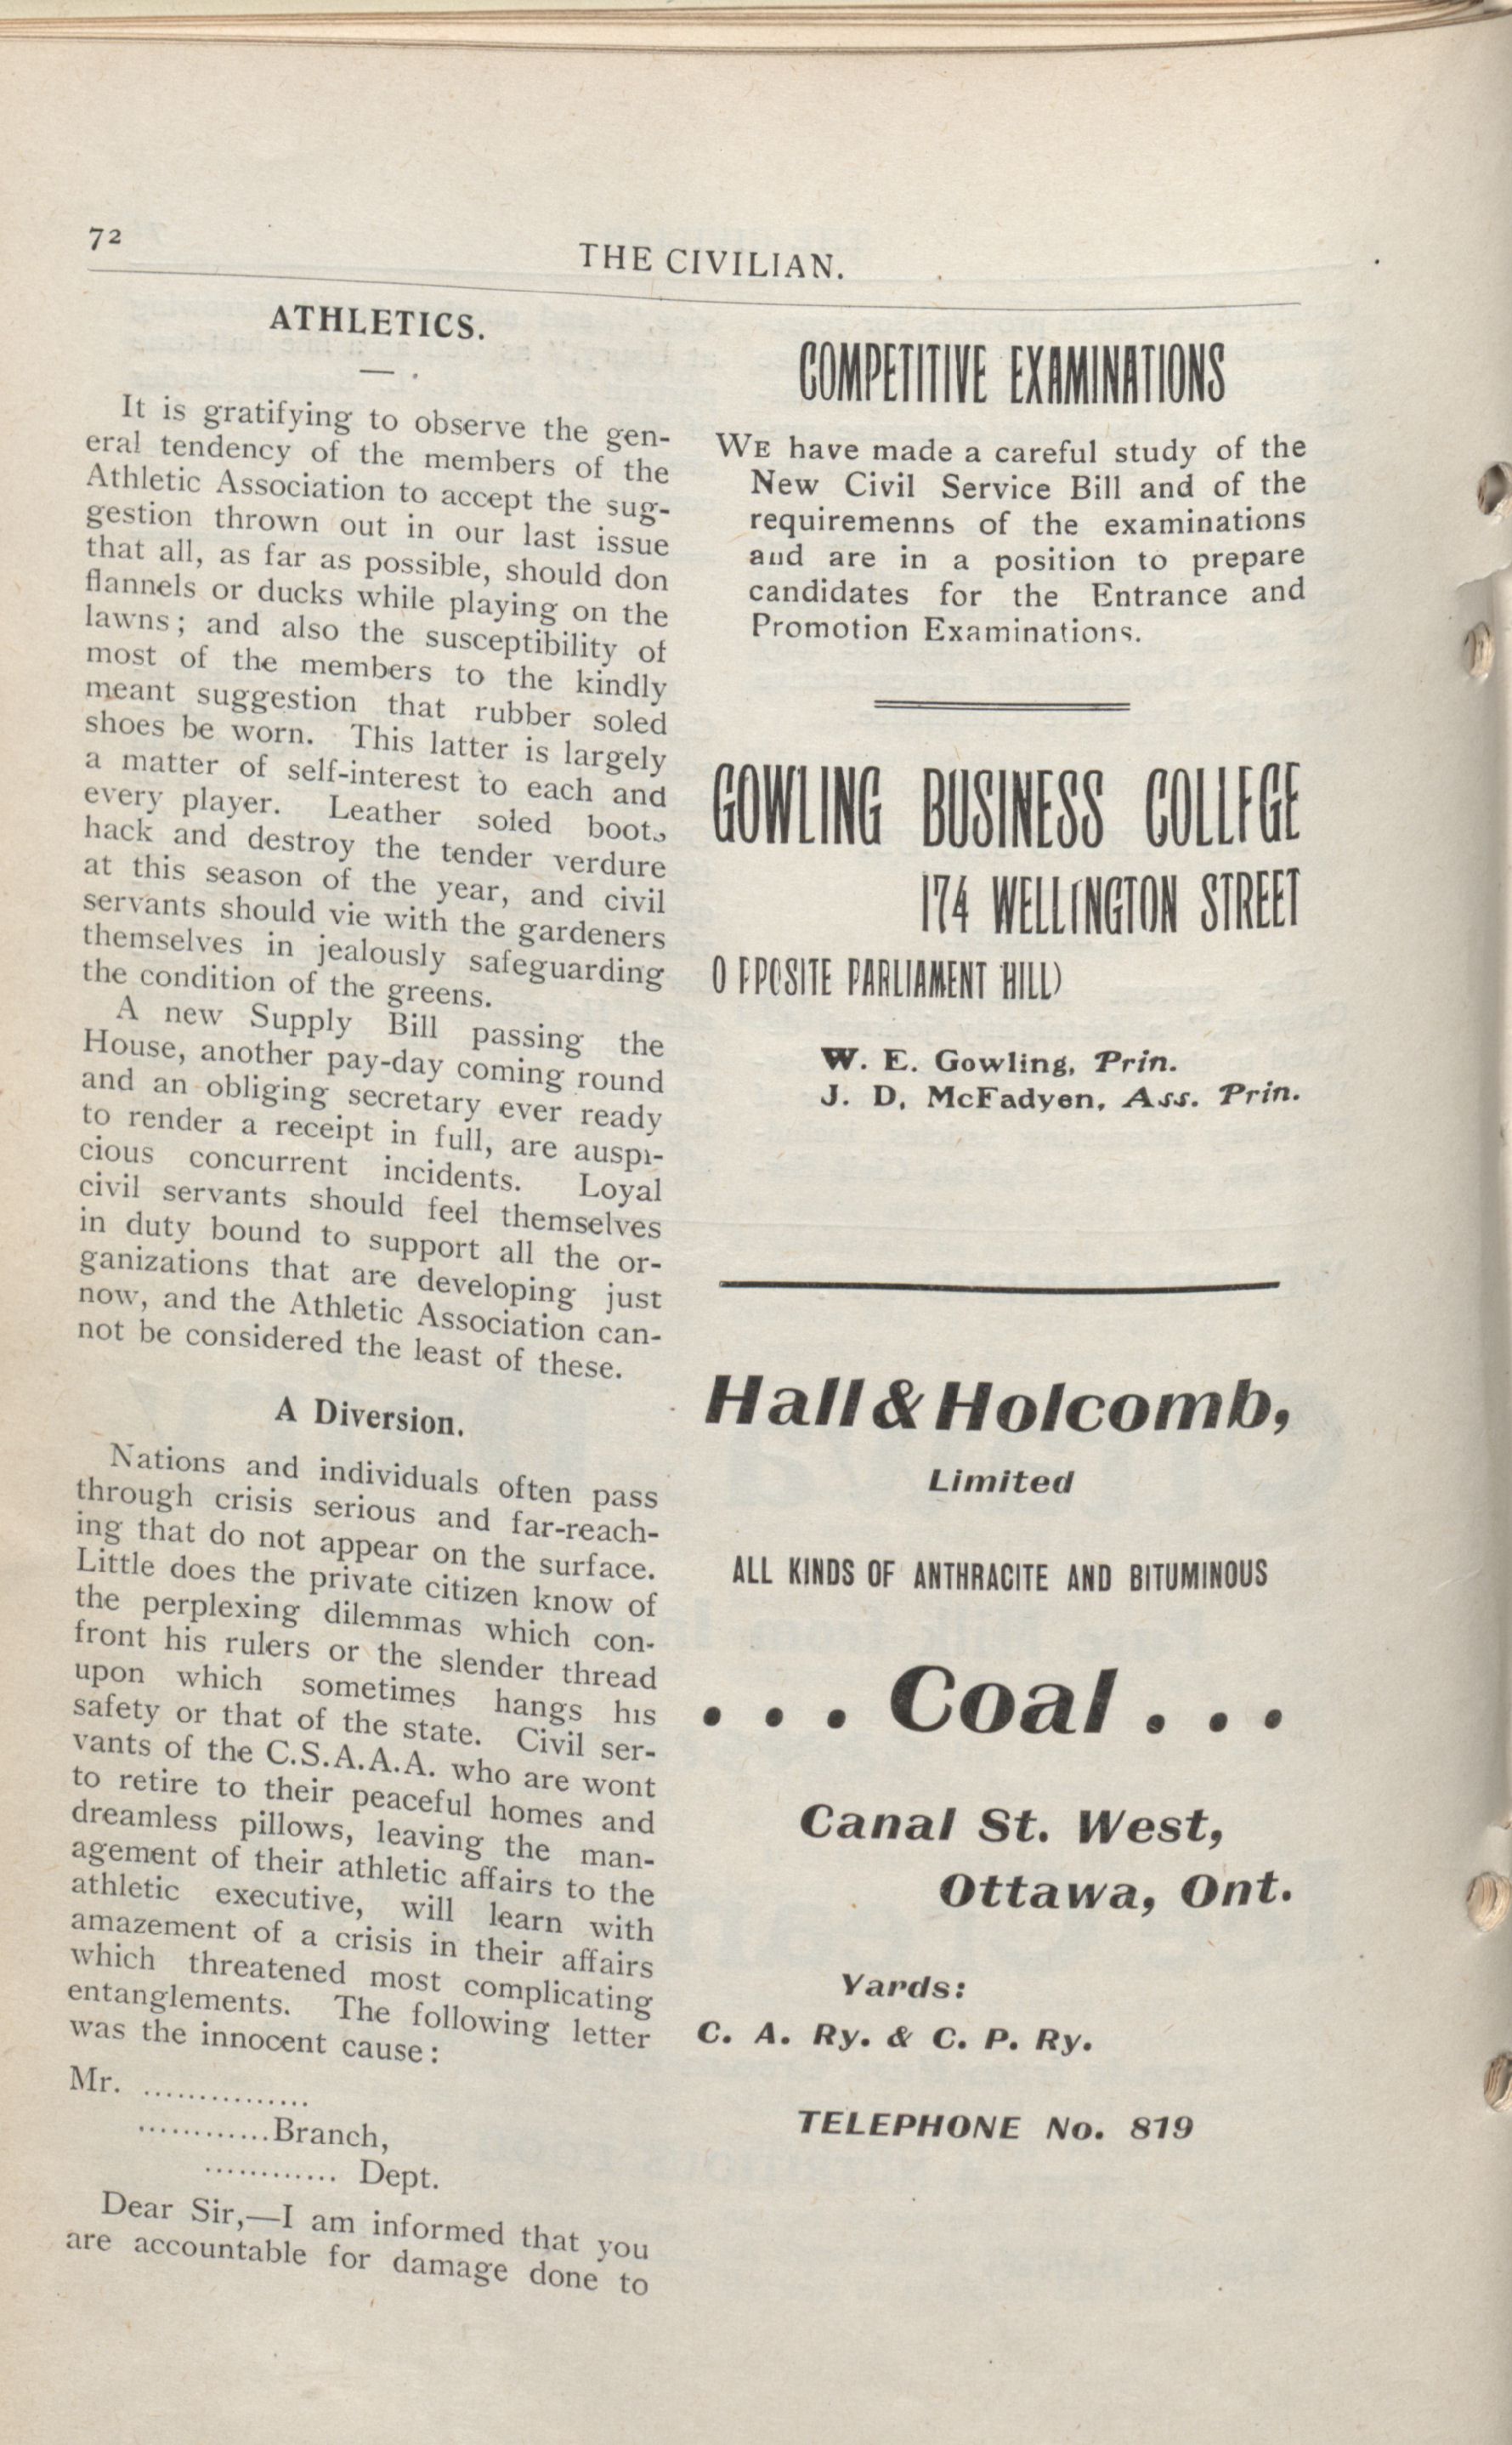 72
THE CIVILIAN.
ATHLETICS.
It is gratifying to observe the gen-
eral tendency of the members of the
Athletic Association to accept the sug-
gestion thrown out in our last issue
that all, as far as possible, should don
flannels or ducks while playing on the
lawns; and also the susceptibility of
most of the members to the kindly
meant suggestion that rubber soled
shoes be worn. This latter is largely
a matter of self-interest to each and
every player. Leather soled boots
hack and destroy the tender verdure
at this season of the year, and civil
servants should vie with the gardeners
themselves in jealously safeguarding
the condition of the greens.
A new Supply Bill passing the
House, another pay-day coming round
and an obliging secretary ever ready
to render a receipt in full, are auspi-
cious concurrent incidents. Loyal
civil servants should feel themselves
in duty bound to support all the or-
ganizations that are developing just
now, and the Athletic Association can-
not be considered the least of these.
A Diversion.
Nations and individuals often pass
through crisis serious and far-reach-
ing that do not appear on the surface.
Little does the private citizen know of
the perplexing dilemmas which con-
front his rulers or the slender thread
upon which sometimes hangs his
safety or that of the state. Civil ser-
vants of the C.S.A.A.A. who are wont
to retire to their peaceful homes and
dreamless pillows, leaving the man-
agement of their athletic affairs to the
athletic executive, will learn with
amazement of a crisis in their affairs
which threatened most complicating
entanglements. The following letter
was the innocent cause:
Mr. ...............
............Branch,
............ Dept.
Dear Sir,—I am informed that you
are accountable for damage done to
COMPETITIVE EXAMINATIONS
WE have made a careful study of the
New Civil Service Bill and of the
requiremenns of the examinations
and are in a position to prepare
candidates for the Entrance and
Promotion Examinations.
GOWLING BUSINESS COLLFGE
174 WELLINGTON STREET
O FPOSITE PARLIAMENT HILL)
W. E. Gowling, Prin.
J. D. McFadyen, Ass. Prin.
Hall & Holcomb,
Limited
ALL KINDS OF ANTHRACITE AND BITUMINOUS
. . . Coal . . .
Canal St. West,
Ottawa, Ont.
Yards:
C. A. Ry. & C. P. Ry.
TELEPHONE No. 819